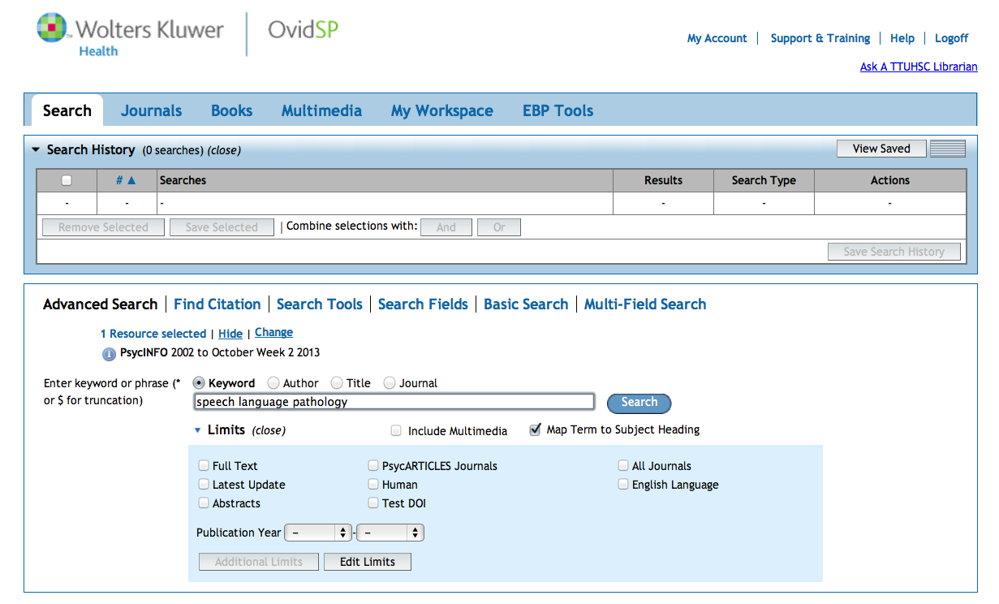 Wolters Kluwer OvidSP
TM
Health
My Account | Support & Training | Help | Logoff
Ask A TTUHSC Librarian
Search Journals Books Multimedia My Workspace EBP Tools
Search History (0 searches) (close) View Saved
# ▲ Searches Results Search Type Actions
- - - - - -
Remove Selected Save Selected | Combine selections with: And Or
Save Search History
Advanced Search | Find Citation | Search Tools | Search Fields | Basic Search | Multi-Field Search
1 Resource selected | Hide | Change
i PsycINFO 2002 to October Week 2 2013
Enter keyword or phrase (* Keyword Author Title Journal
or $ for truncation) speech language pathology Search
Limits (close) Include Multimedia Map Term to Subject Heading
Full Text PsycARTICLES Journals All Journals
Latest Update Human English Language
Abstracts Test DOI
Publication Year – - –
Additional Limits Edit Limits